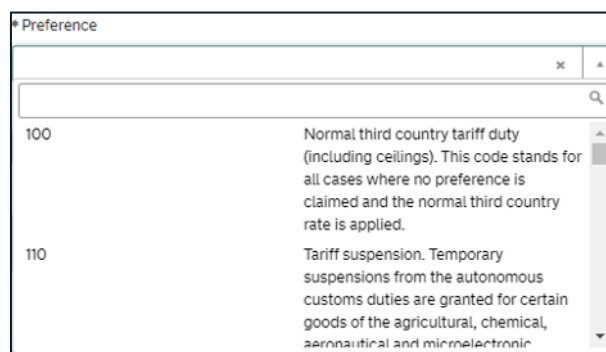 * Preference
100
Normal third country tariff duty
(including ceilings). This code stands for
all cases where no preference is
claimed and the normal third country
rate is applied.
110
Tariff suspension. Temporary
suspensions from the autonomous
customs duties are granted for certain
goods of the agricultural, chemical,
aeronautical and microelectronic